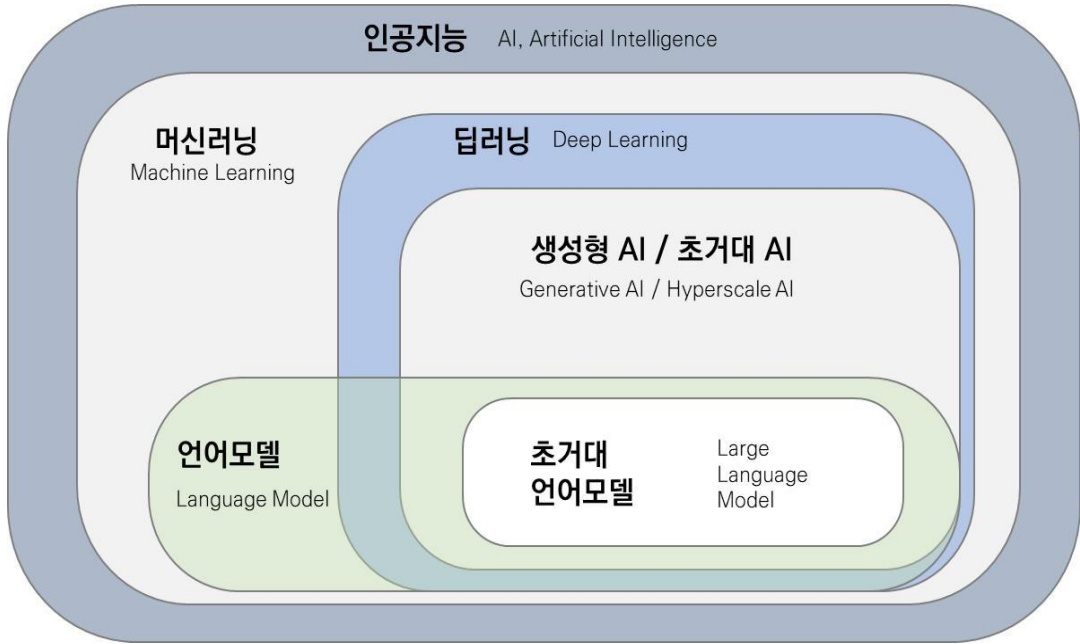 인공지능 AI, Artificial Intelligence
머신러닝
Machine Learning
딥러닝 Deep Learning
생성형 AI / 초거대 AI
Generative AI / Hyperscale AI
언어모델
Language Model
초거대
언어모델
Large
Language
Model